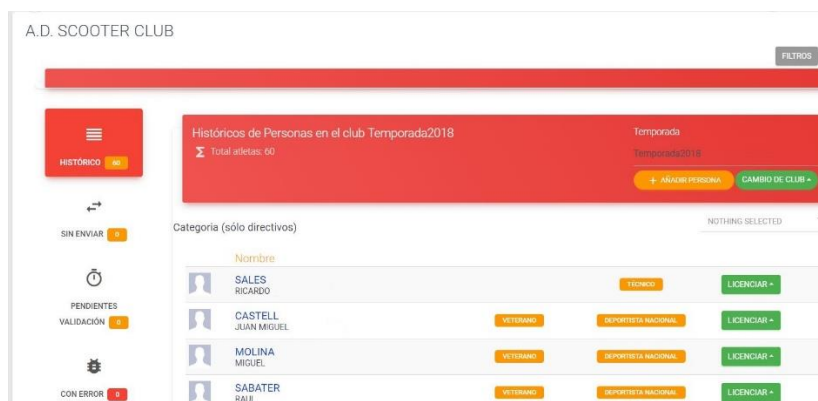 A.D. SCOOTER CLUB
FILTROS
HISTÓRICO 60
SIN ENVIAR 0
PENDIENTES
VALIDACIÓN 0
CON ERROR 0
Históricos de Personas en el club Temporada2018
Σ Total atletas: 60
Temporada
Temporada2018
+ AÑADIR PERSONA CAMBIO DE CLUB
Categoria (sólo directivos) NOTHING SELECTED
Nombre
SALES TÉCNICO LICENCIAR
RICARDO
CASTELL VETERANO DEPORTISTA NACIONAL LICENCIAR
JUAN MIGUEL
MOLINA VETERANO DEPORTISTA NACIONAL LICENCIAR
MIGUEL
SABATER VETERANO DEPORTISTA NACIONAL LICENCIAR
RAUL